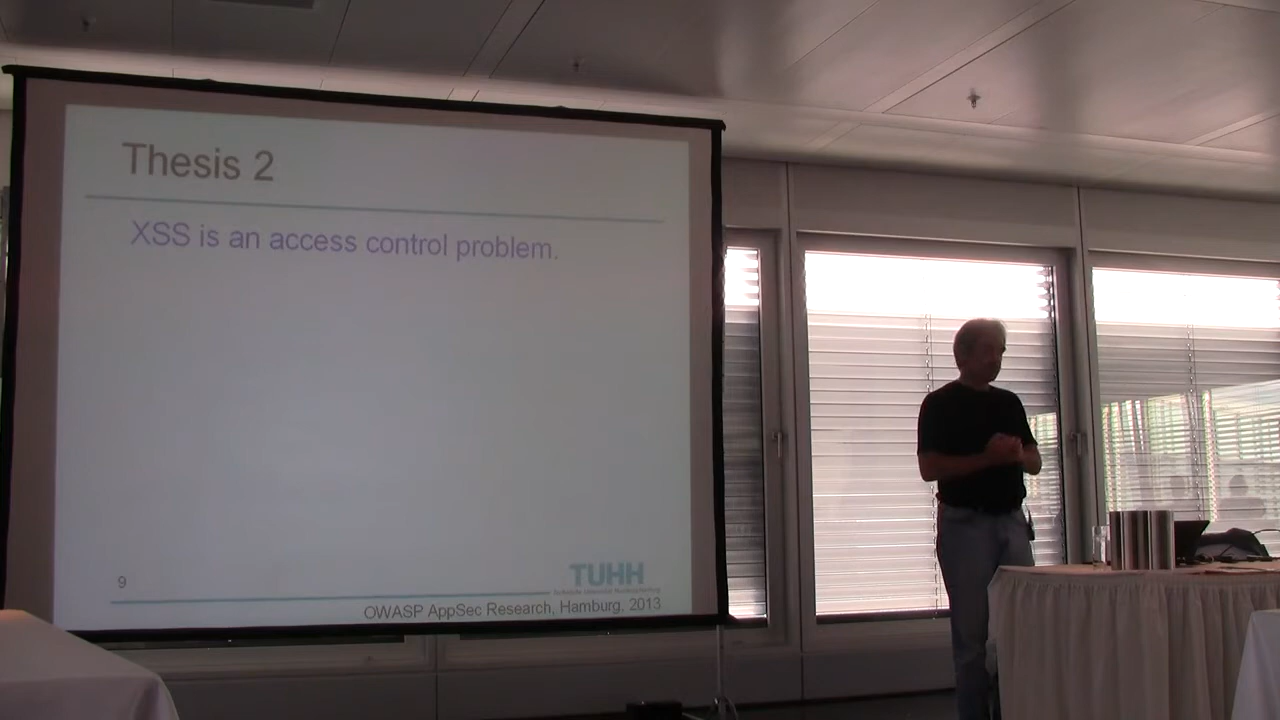 Thesis 2
XSS is an access control problem.
9
TUHH
OWASP AppSec Research, Hamburg, 2013